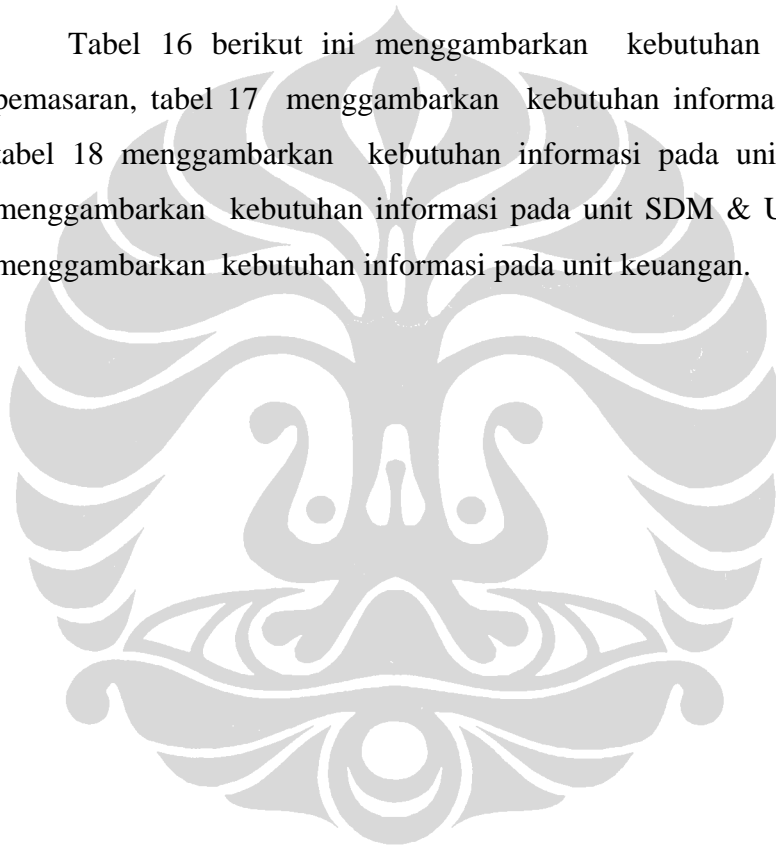 Tabel 16 berikut ini menggambarkan kebutuhan
pemasaran, tabel 17 menggambarkan kebutuhan informa
tabel 18 menggambarkan kebutuhan informasi pada uni
menggambarkan kebutuhan informasi pada unit SDM & U
menggambarkan kebutuhan informasi pada unit keuangan.